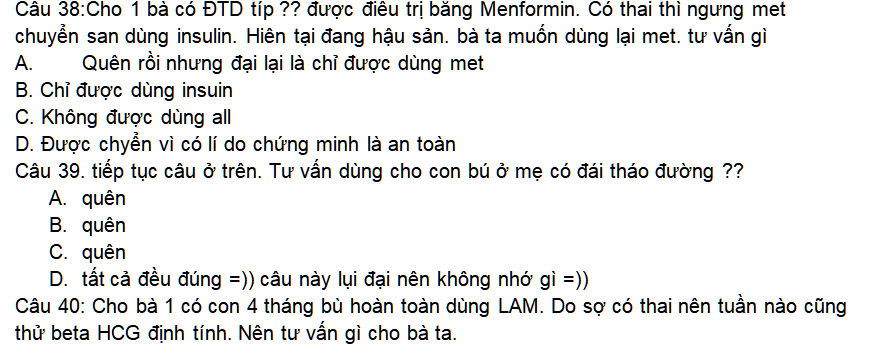 Câu 38:Cho 1 bà có ĐTD típ ?? được điều trị bằng Menformin. Có thai thì ngưng met
chuyển san dùng insulin. Hiên tại đang hậu sản. bà ta muốn dùng lại met. tư vấn gì
A. Quên rồi nhưng đại lại là chỉ được dùng met
B. Chỉ được dùng insuin
C. Không được dùng all
D. Được chyển vì có lí do chứng minh là an toàn
Câu 39. tiếp tục câu ở trên. Tư vấn dùng cho con bú ở mẹ có đái tháo đường ??
A. quên
B. quên
C. quên
D. tất cả đều đúng =)) câu này lụi đại nên không nhớ gì =))
Câu 40: Cho bà 1 có con 4 tháng bù hoàn toàn dùng LAM. Do sợ có thai nên tuần nào cũng
thử beta HCG định tính. Nên tư vấn gì cho bà ta.